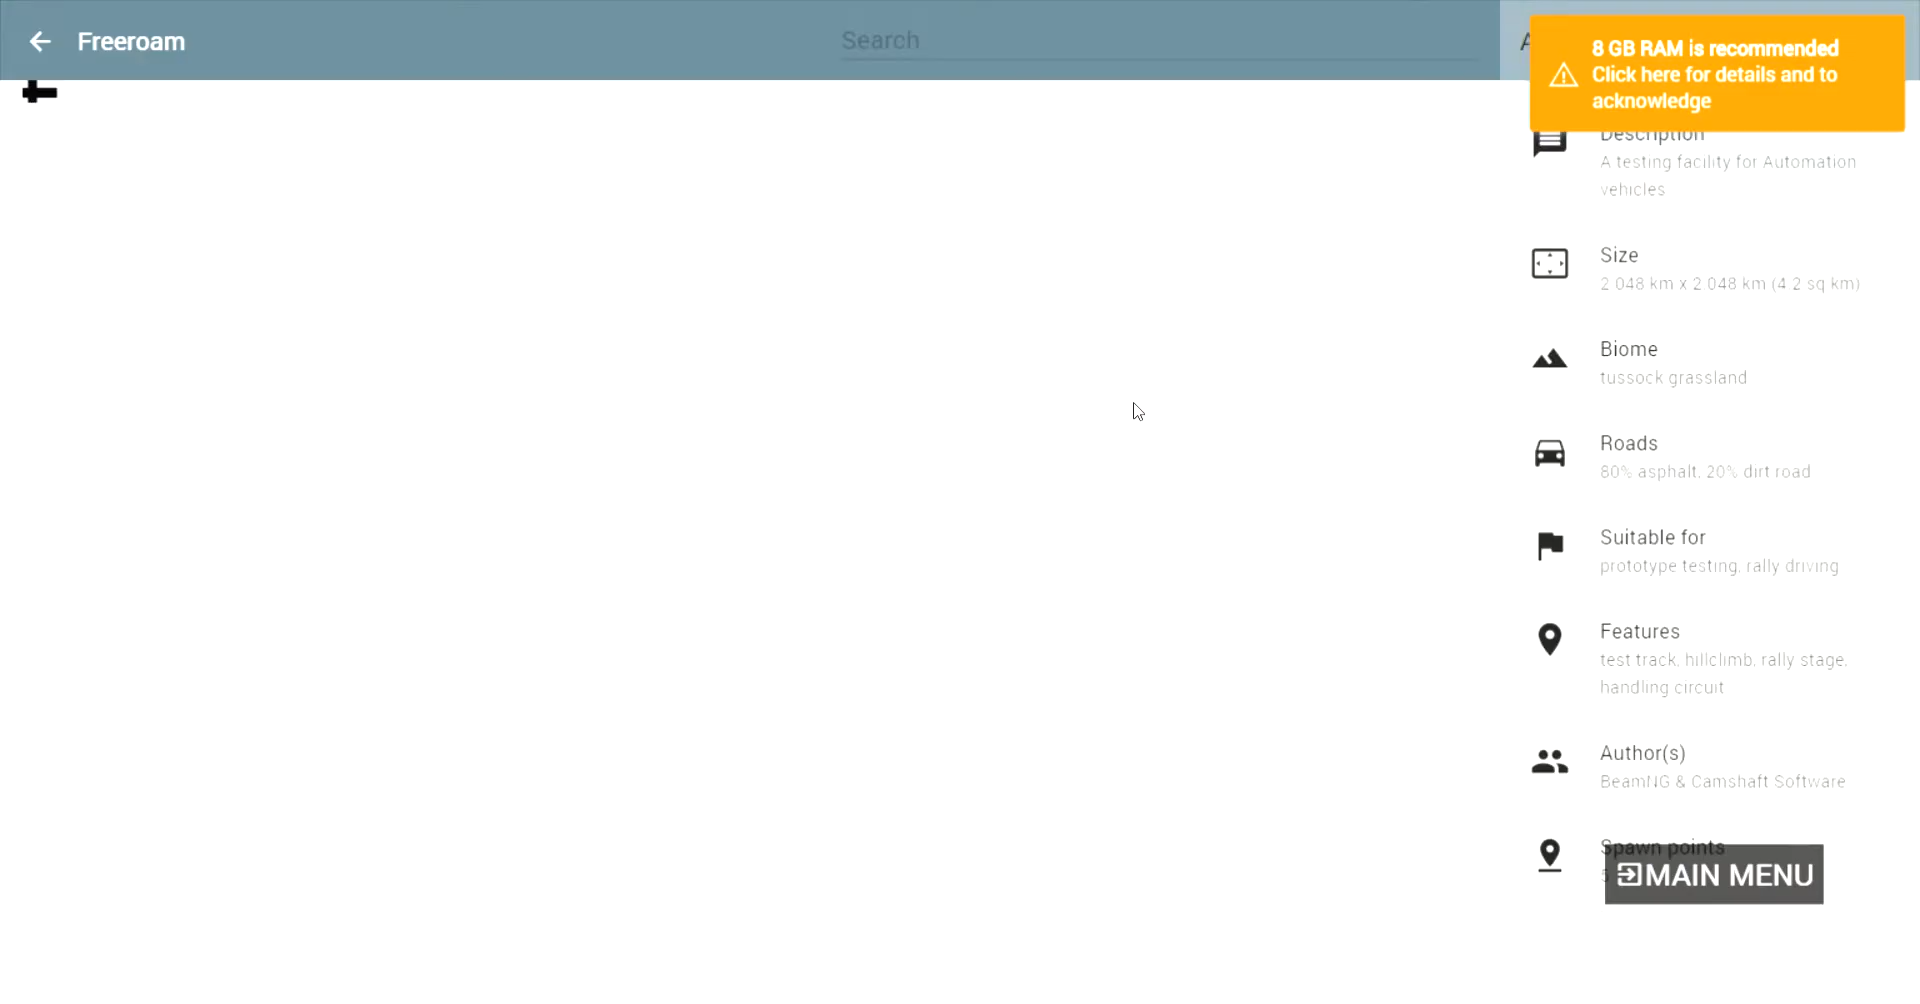 Freeroam
Search
8 GB RAM is recommended
Click here for details and to
acknowledge
Description
A testing facility for Automation
vehicles
Size
2 048 km x 2 048 km (4 2 sq km)
Biome
tussock grassland
Roads
80% asphalt, 20% dirt road
Suitable for
prototype testing, rally driving
Features
test track, hillclimb, rally stage,
handling circuit
Author(s)
BeamNG & Camshaft Software
Spawn points
MAIN MENU